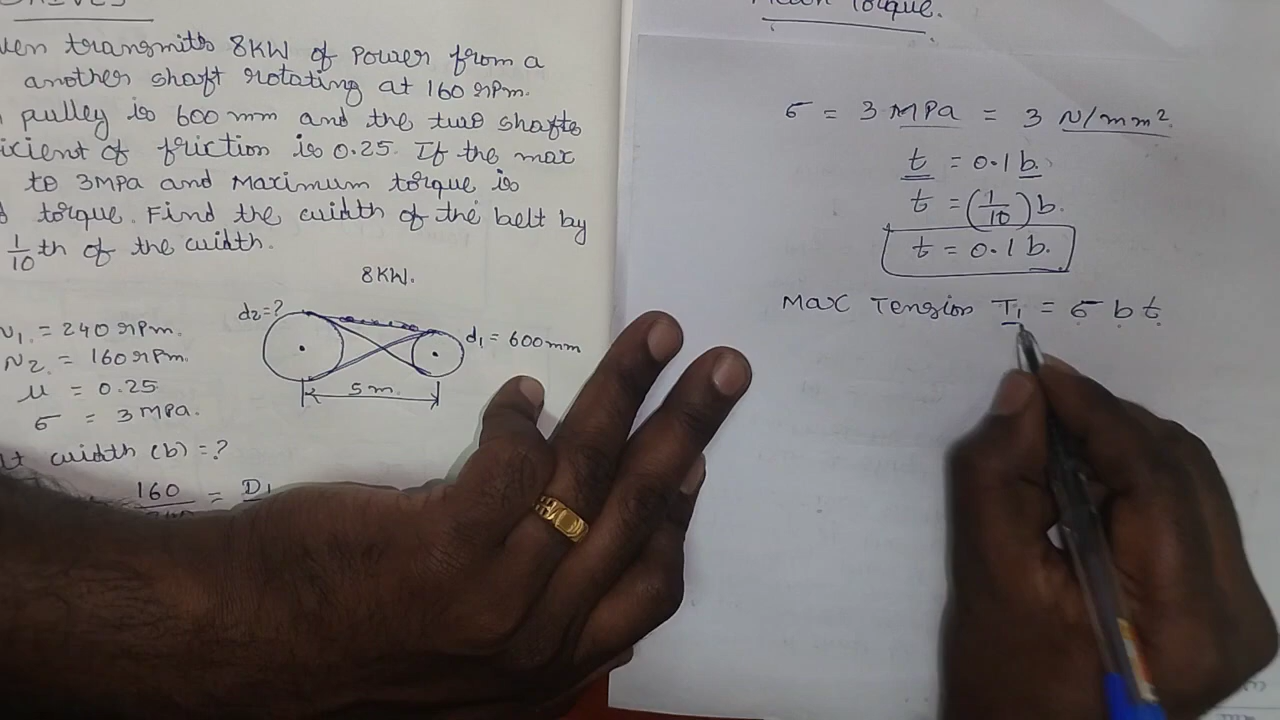 transmits 8KW of Power from a
another shaft rotating at 160 rpm.
pulley is 600 mm and the two shafts
of friction is 0.25. If the max
to 3MPa and Maximum torque is
torque. Find the width of the belt by
1/10 th of the width.
8KW.
d2=?
d1 = 600mm
5 m.
N1 = 240 rpm.
N2 = 160 rpm.
μ = 0.25
σ = 3 MPa.
width (b) = ?
160 = D1
Mean Torque.
σ = 3 MPa = 3 N/mm²
t = 0.1 b.
t = (1/10) b.
t = 0.1 b.
Max Tension T1 = σ b t